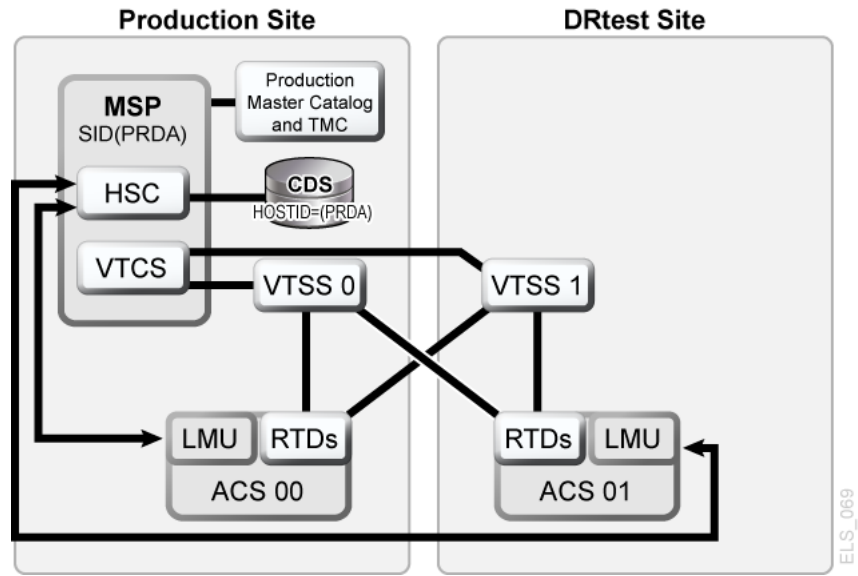 Production Site
DRtest Site
MSP
SID(PRDA)
Production
Master Catalog
and TMC
HSC
CDS
HOSTID=(PRDA)
VTCS
VTSS 0
VTSS 1
LMU
RTDs
ACS 00
RTDs
LMU
ACS 01
ELS_069